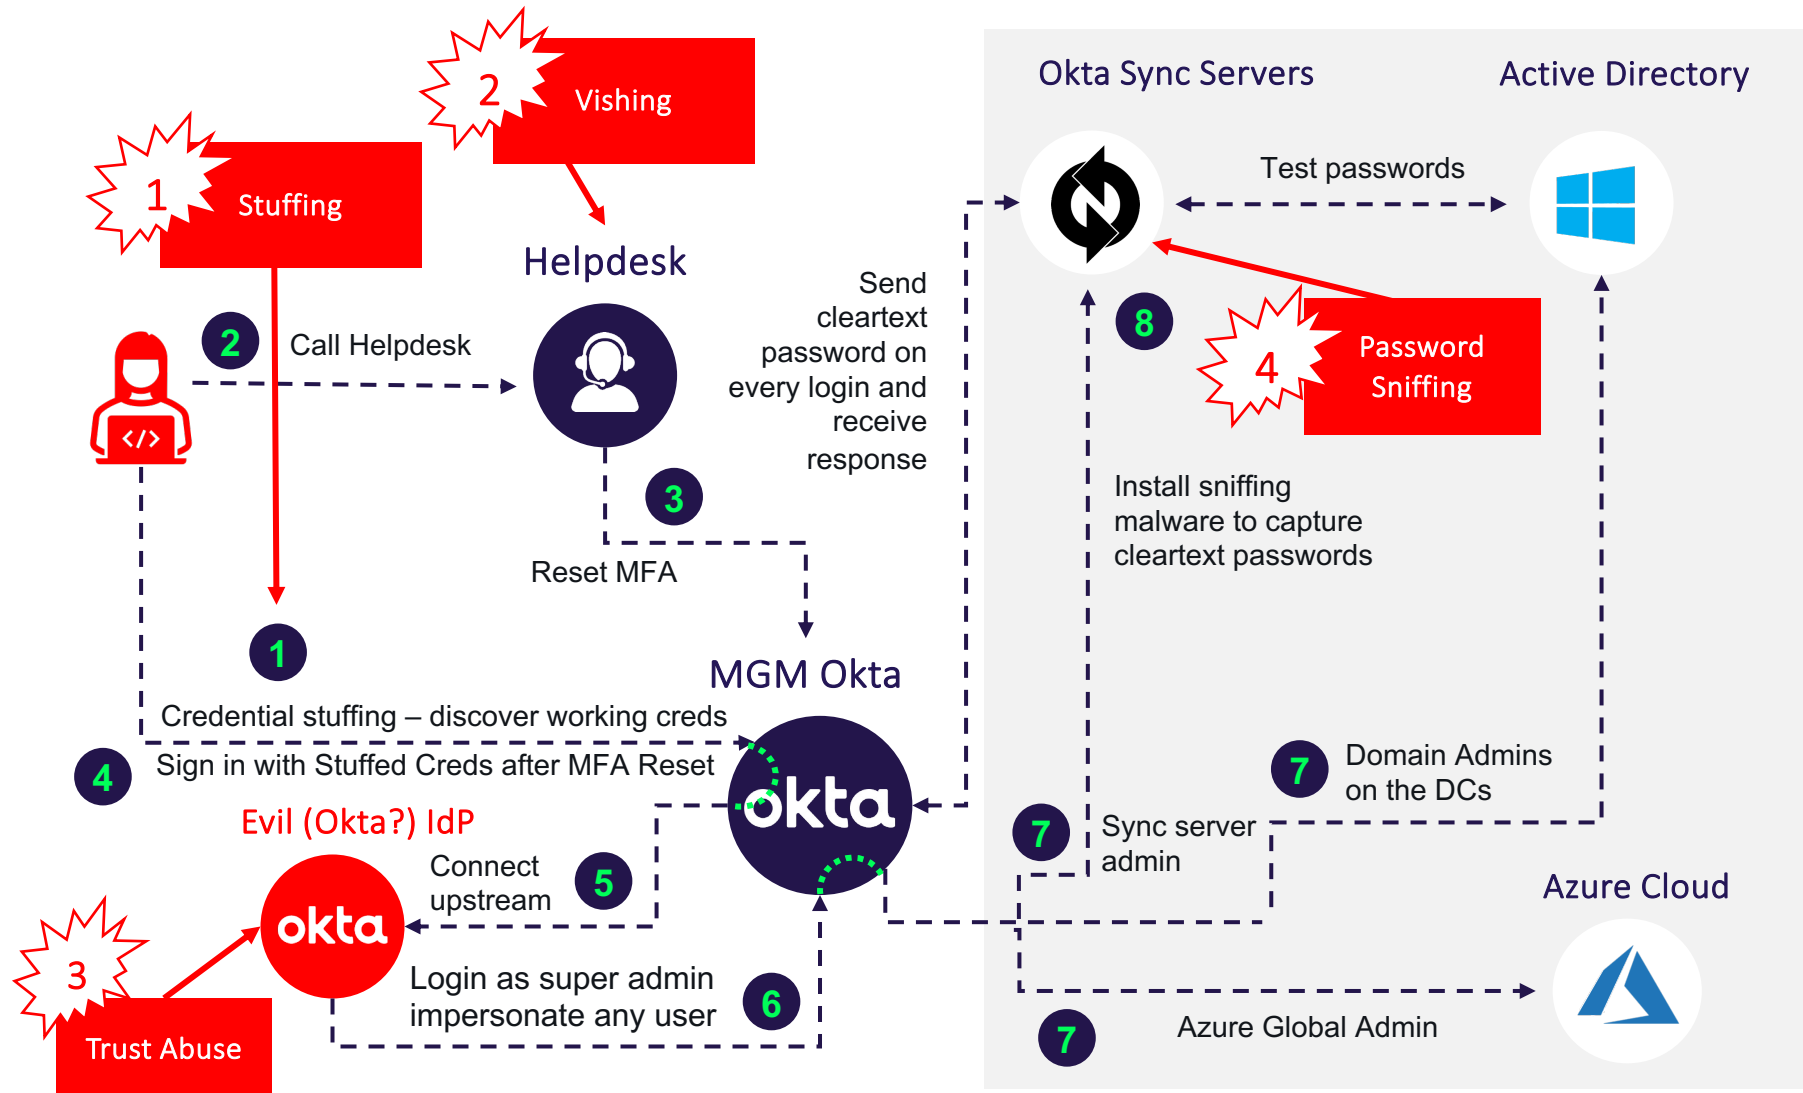 1
Stuffing
2
Vishing
Okta Sync Servers
Active Directory
Test passwords
Helpdesk
2
Call Helpdesk
</>
Send
cleartext
password on
every login and
receive
response
8
4
Password
Sniffing
3
Reset MFA
Install sniffing
malware to capture
cleartext passwords
1
MGM Okta
Credential stuffing – discover working creds
4
Sign in with Stuffed Creds after MFA Reset
okta
Evil (Okta?) IdP
Connect
upstream
5
okta
7
Sync server
admin
7
Domain Admins
on the DCs
Azure Cloud
3
Trust Abuse
Login as super admin
impersonate any user
6
7
Azure Global Admin